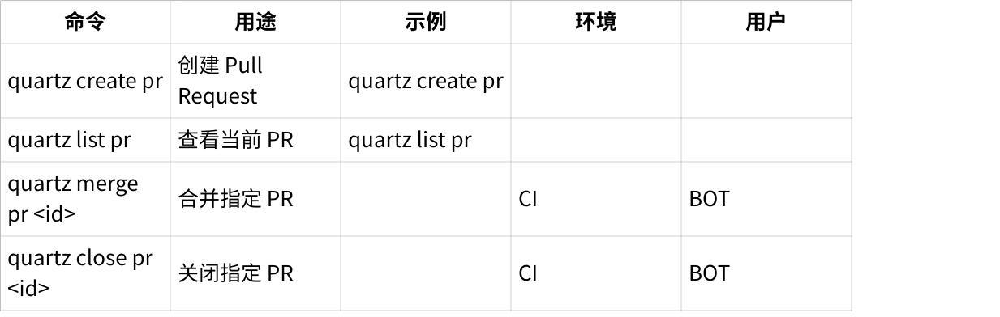 命令 用途 示例 环境 用户
quartz create pr 创建 Pull Request quartz create pr
quartz list pr 查看当前 PR quartz list pr
quartz merge pr <id> 合并指定 PR CI BOT
quartz close pr <id> 关闭指定 PR CI BOT